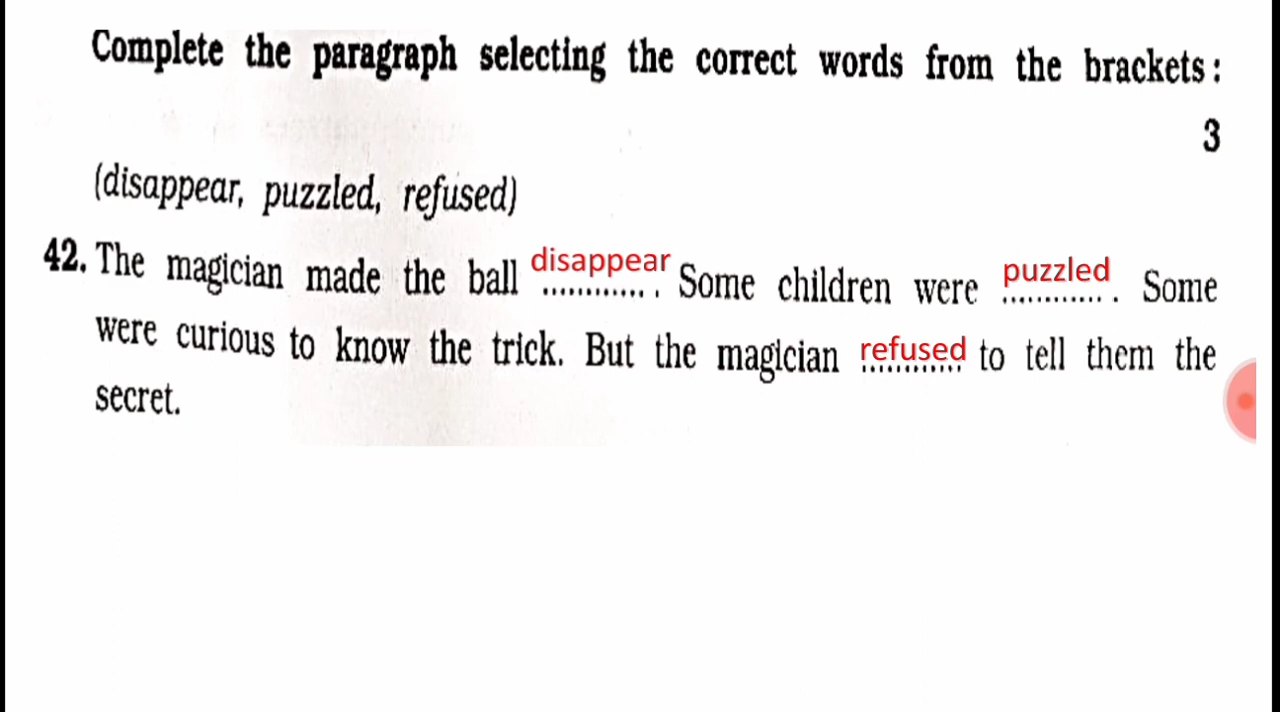 Complete the paragraph selecting the correct words from the brackets :
3
(disappear, puzzled, refused)
42. The magician made the ball disappear ............ . Some children were puzzled ............ . Some
were curious to know the trick. But the magician refused ............ to tell them the
secret.